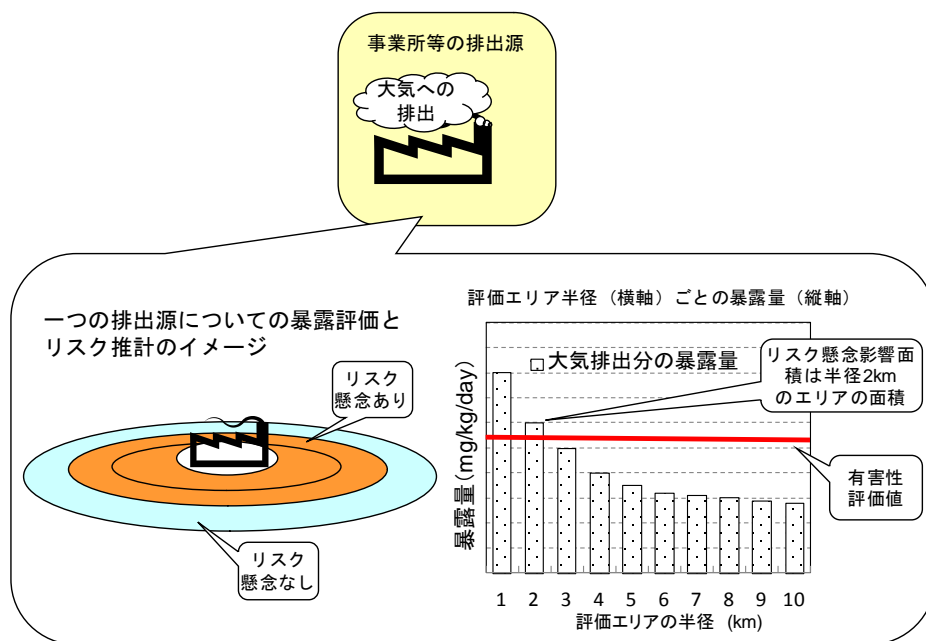 事業所等の排出源
大気への
排出
一つの排出源についての暴露評価と
リスク推計のイメージ
リスク
懸念あり
リスク
懸念なし
評価エリア半径（横軸）ごとの暴露量（縦軸）
大気排出分の暴露量
リスク懸念影響面
積は半径2km
のエリアの面積
有害性
評価値
暴露量(mg/kg/day)
1 2 3 4 5 6 7 8 9 10
評価エリアの半径 (km)